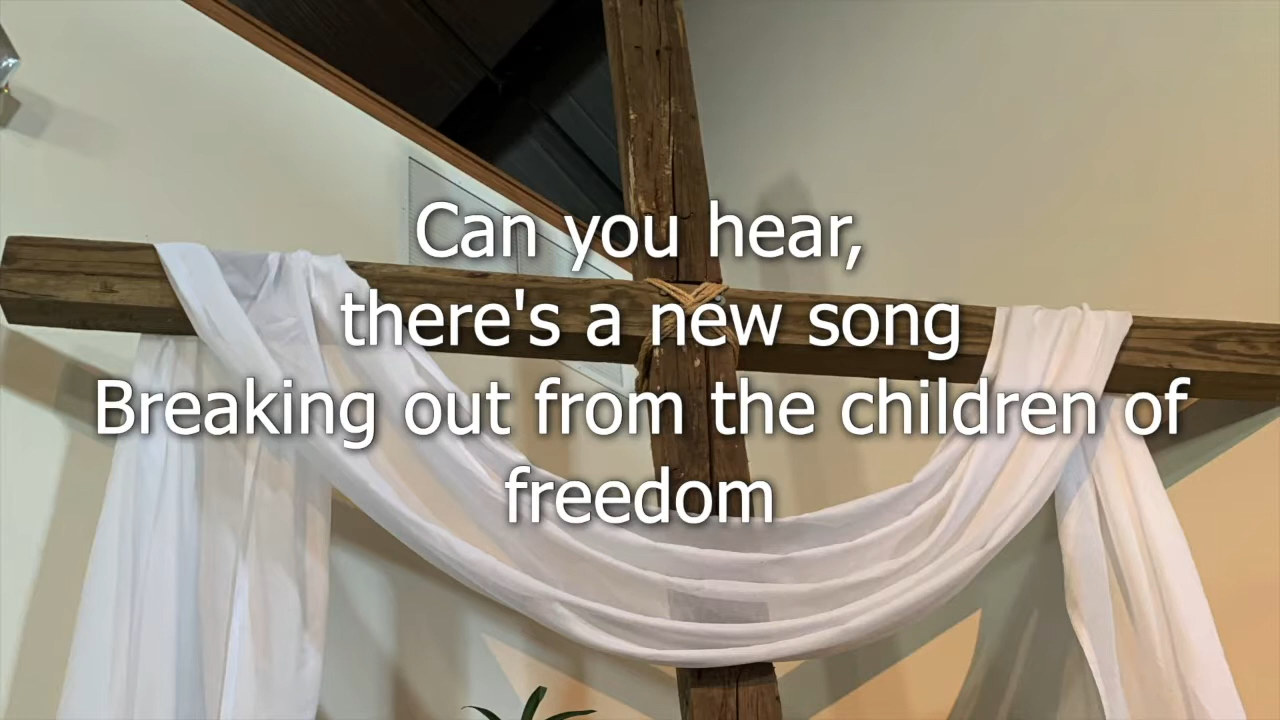 Can you hear,
there's a new song
Breaking out from the children of
freedom